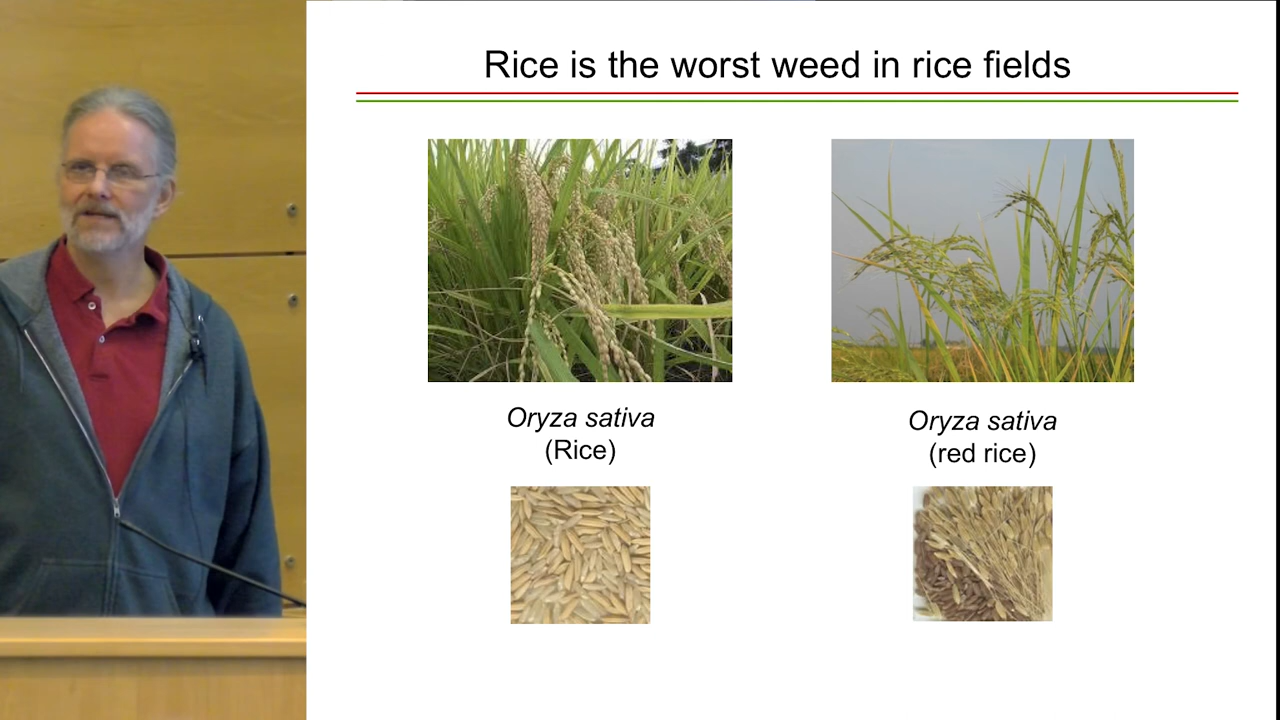 Rice is the worst weed in rice fields
Oryza sativa
(Rice)
Oryza sativa
(red rice)